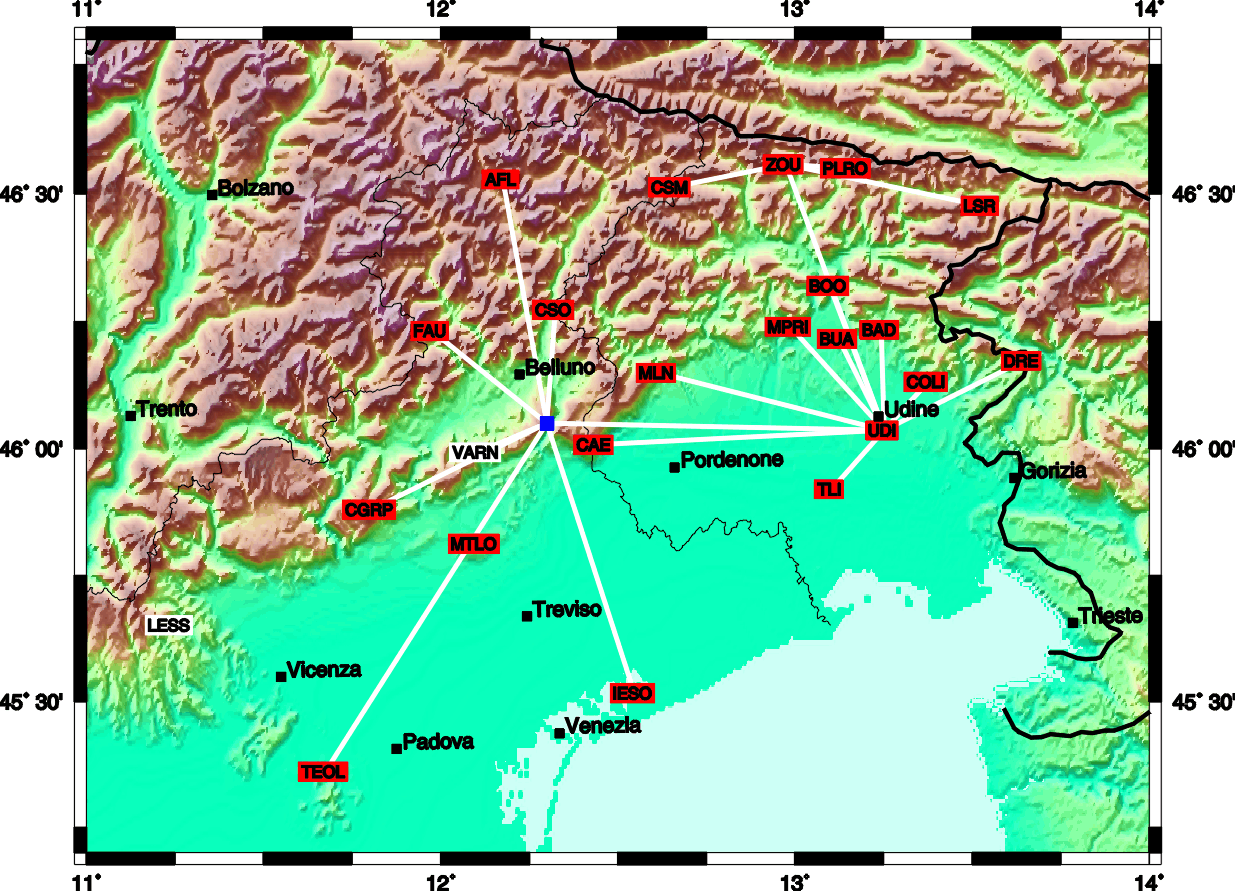 11° 12° 13° 14°
AFL
CSM
ZOU
PLRO
LSR
Bolzano
46° 30' 46° 30'
BOO
CSO
FAU
MPRI
BUA
BAD
DRE
Belluno
MLN
COLI
Trento
Udine
UDI
CAE
46° 00' 46° 00'
VARN
Pordenone
Gorizia
TLI
CGRP
MTLO
Treviso
Trieste
LESS
Vicenza
IESO
45° 30' 45° 30'
Venezia
Padova
TEOL
11° 12° 13° 14°